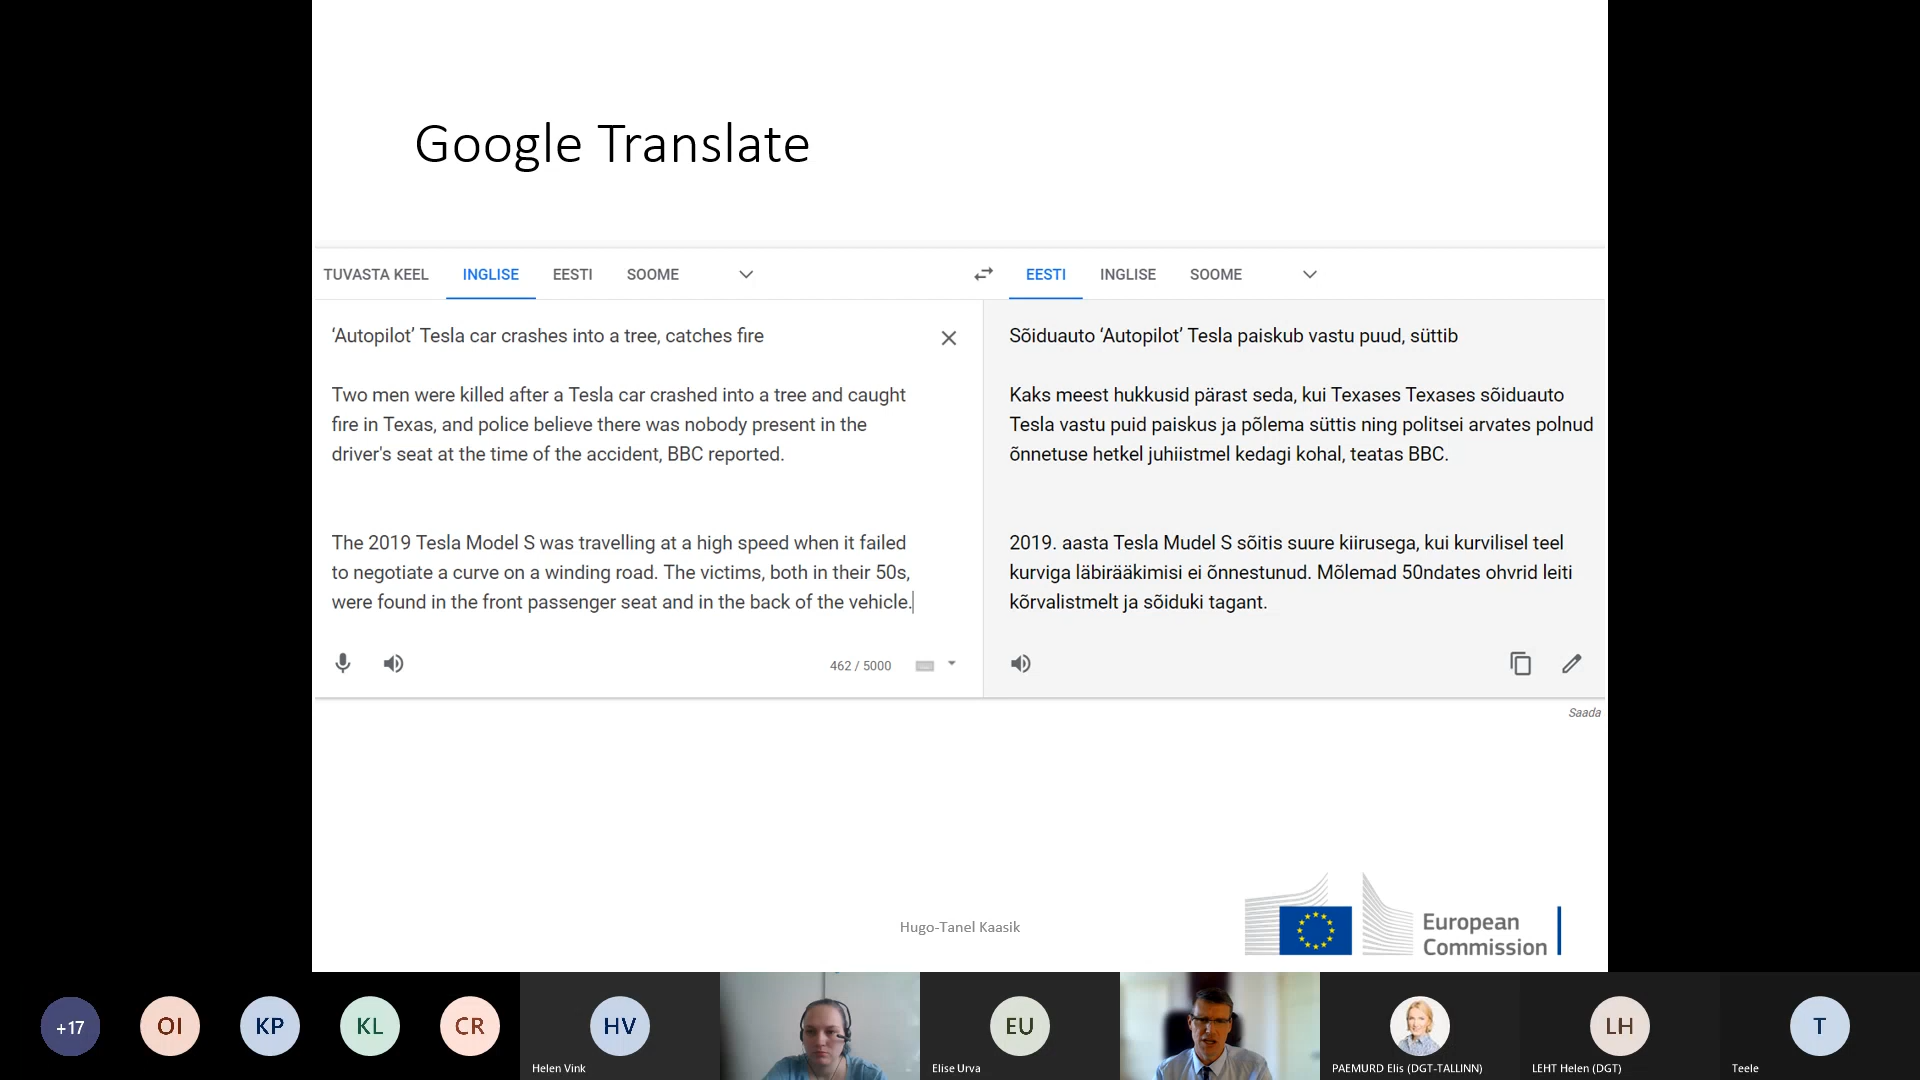 Google Translate
TUVASTA KEEL INGLISE EESTI SOOME
EESTI INGLISE SOOME
‘Autopilot’ Tesla car crashes into a tree, catches fire
Two men were killed after a Tesla car crashed into a tree and caught
fire in Texas, and police believe there was nobody present in the
driver's seat at the time of the accident, BBC reported.
The 2019 Tesla Model S was travelling at a high speed when it failed
to negotiate a curve on a winding road. The victims, both in their 50s,
were found in the front passenger seat and in the back of the vehicle.
462 / 5000
Sõiduauto ‘Autopilot’ Tesla paiskub vastu puud, süttib
Kaks meest hukkusid pärast seda, kui Texases Texases sõiduauto
Tesla vastu puid paiskus ja põlema süttis ning politsei arvates polnud
õnnetuse hetkel juhiistmel kedagi kohal, teatas BBC.
2019. aasta Tesla Mudel S sõitis suure kiirusega, kui kurvilisel teel
kurviga läbirääkimisi ei õnnestunud. Mõlemad 50ndates ohvrid leiti
kõrvalistmelt ja sõiduki tagant.
Saada
Hugo-Tanel Kaasik
European
Commission
+17
OI
KP
KL
CR
HV
Helen Vink
EU
Elise Urva
PAEMURD Elis (DGT-TALLINN)
LH
LEHT Helen (DGT)
T
Teele